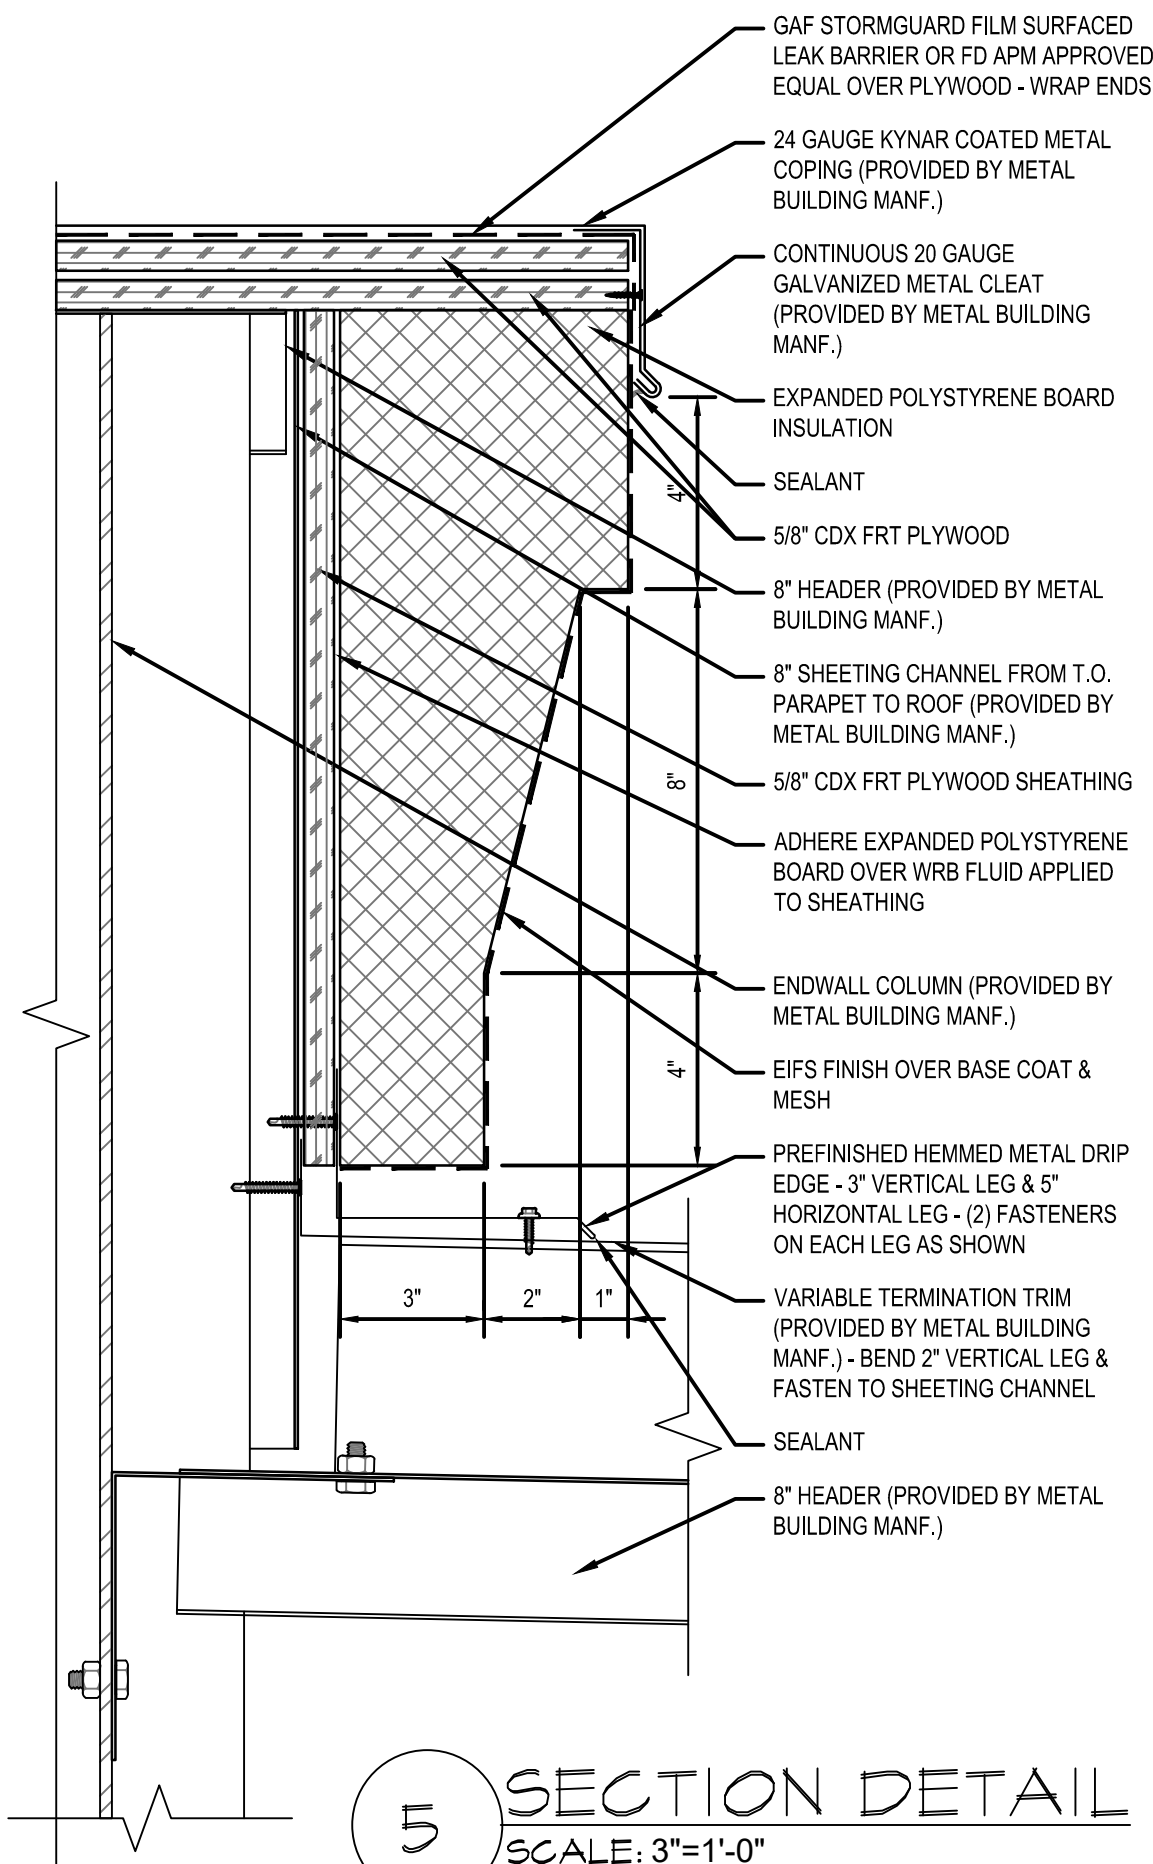 GAF STORMGUARD FILM SURFACED
LEAK BARRIER OR FD APM APPROVED
EQUAL OVER PLYWOOD - WRAP ENDS
24 GAUGE KYNAR COATED METAL
COPING (PROVIDED BY METAL
BUILDING MANF.)
CONTINUOUS 20 GAUGE
GALVANIZED METAL CLEAT
(PROVIDED BY METAL BUILDING
MANF.)
EXPANDED POLYSTYRENE BOARD
INSULATION
SEALANT
4"
5/8" CDX FRT PLYWOOD
8" HEADER (PROVIDED BY METAL
BUILDING MANF.)
8" SHEETING CHANNEL FROM T.O.
PARAPET TO ROOF (PROVIDED BY
METAL BUILDING MANF.)
8"
5/8" CDX FRT PLYWOOD SHEATHING
ADHERE EXPANDED POLYSTYRENE
BOARD OVER WRB FLUID APPLIED
TO SHEATHING
ENDWALL COLUMN (PROVIDED BY
METAL BUILDING MANF.)
4"
EIFS FINISH OVER BASE COAT &
MESH
PREFINISHED HEMMED METAL DRIP
EDGE - 3" VERTICAL LEG & 5"
HORIZONTAL LEG - (2) FASTENERS
ON EACH LEG AS SHOWN
3" 2" 1"
VARIABLE TERMINATION TRIM
(PROVIDED BY METAL BUILDING
MANF.) - BEND 2" VERTICAL LEG &
FASTEN TO SHEETING CHANNEL
SEALANT
8" HEADER (PROVIDED BY METAL
BUILDING MANF.)
5 SECTION DETAIL
SCALE: 3"=1'-0"